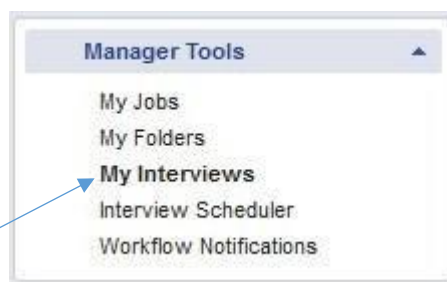 Manager Tools
My Jobs
My Folders
My Interviews
Interview Scheduler
Workflow Notifications